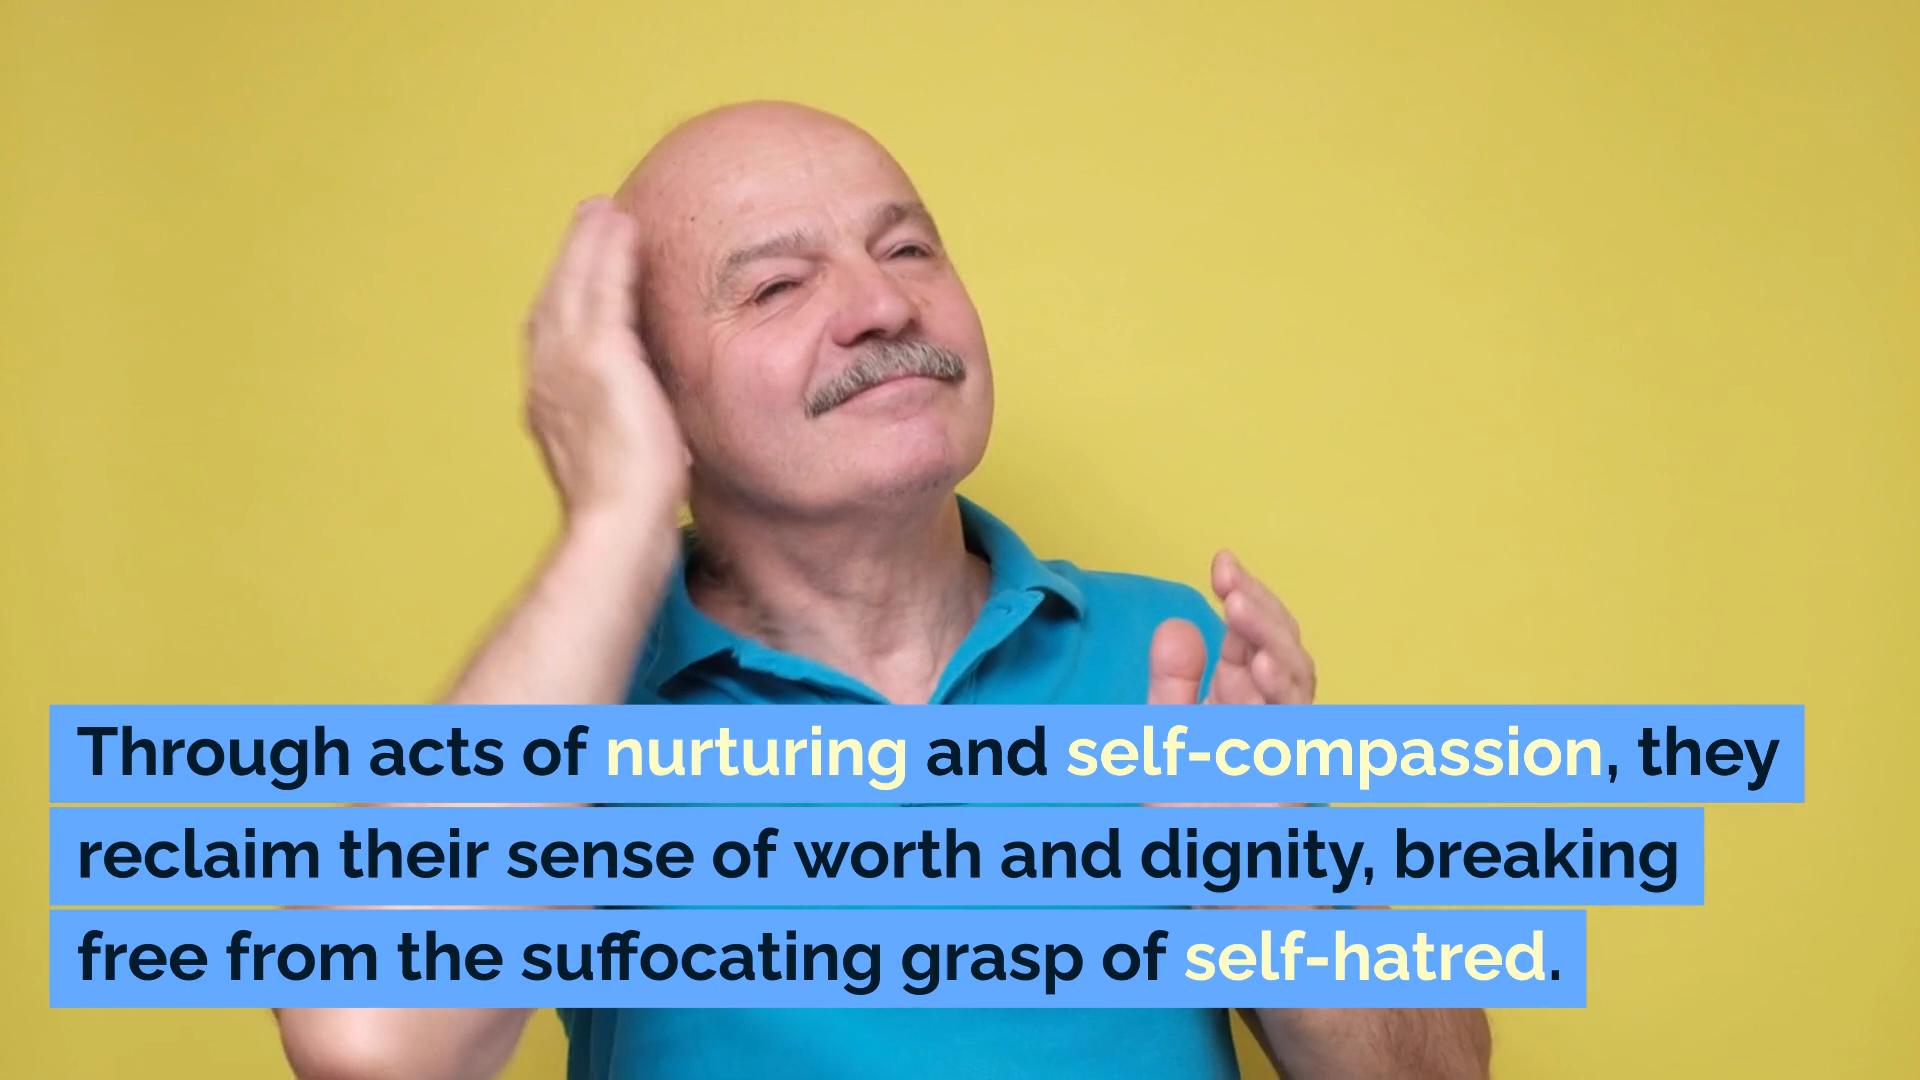 Through acts of nurturing and self-compassion, they
reclaim their sense of worth and dignity, breaking
free from the suffocating grasp of self-hatred.